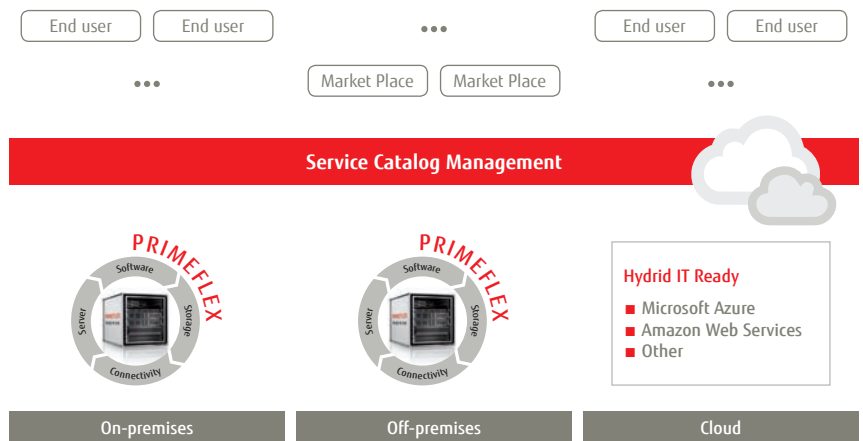 End user End user ••• End user End user
••• Market Place Market Place •••
Service Catalog Management
PRIMEFLEX
Software
Server
Storage
Connectivity
PRIMEFLEX
Software
Server
Storage
Connectivity
Hydrid IT Ready
■ Microsoft Azure
■ Amazon Web Services
■ Other
On-premises Off-premises Cloud